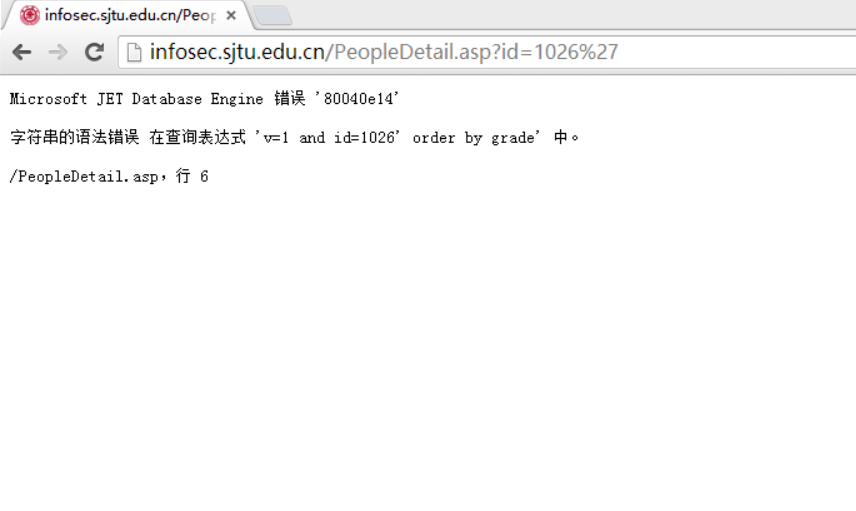 infosec.sjtu.edu.cn/Peop
infosec.sjtu.edu.cn/PeopleDetail.asp?id=1026%27
Microsoft JET Database Engine 错误 '80040e14'
字符串的语法错误 在查询表达式 'v=1 and id=1026' order by grade' 中。
/PeopleDetail.asp，行 6